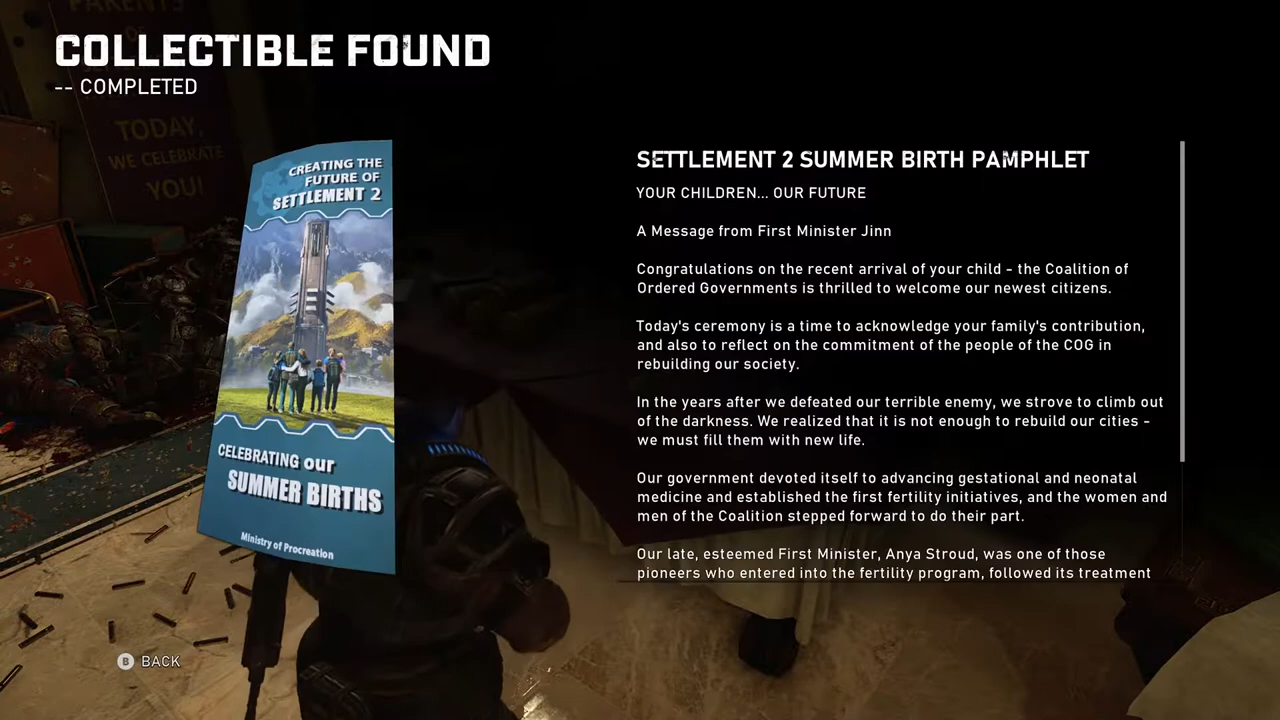 COLLECTIBLE FOUND
-- COMPLETED
PARENTS
TODAY,
WE CELEBRATE
YOU!
CREATING THE
FUTURE OF
SETTLEMENT 2
CELEBRATING our
SUMMER BIRTHS
Ministry of Procreation
SETTLEMENT 2 SUMMER BIRTH PAMPHLET
YOUR CHILDREN... OUR FUTURE
A Message from First Minister Jinn
Congratulations on the recent arrival of your child - the Coalition of
Ordered Governments is thrilled to welcome our newest citizens.
Today's ceremony is a time to acknowledge your family's contribution,
and also to reflect on the commitment of the people of the COG in
rebuilding our society.
In the years after we defeated our terrible enemy, we strove to climb out
of the darkness. We realized that it is not enough to rebuild our cities -
we must fill them with new life.
Our government devoted itself to advancing gestational and neonatal
medicine and established the first fertility initiatives, and the women and
men of the Coalition stepped forward to do their part.
Our late, esteemed First Minister, Anya Stroud, was one of those
pioneers who entered into the fertility program, followed its treatment
B BACK